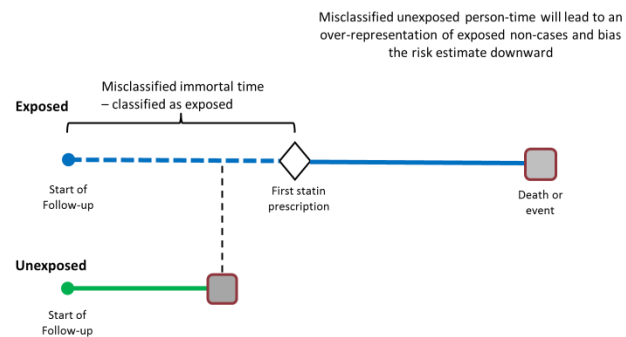 Misclassified unexposed person-time will lead to an
over-representation of exposed non-cases and bias
the risk estimate downward
Misclassified immortal time
– classified as exposed
Exposed
Start of
Follow-up
First statin
prescription
Death or
event
Unexposed
Start of
Follow-up